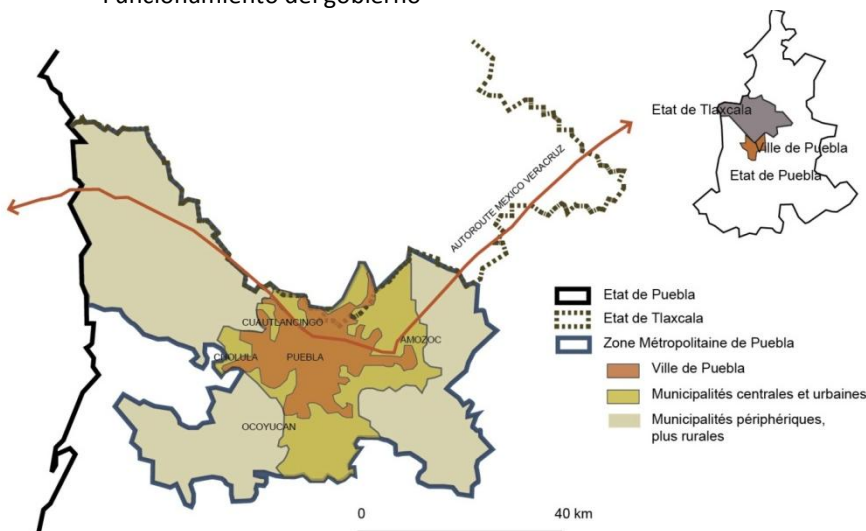 Funcionamiento del gobierno
Etat de Tlaxcala
Ville de Puebla
Etat de Puebla
AUTOROUTE MEXICO VERACRUZ
CUAUTLANCINGO
CHOLULA
PUEBLA
AMOZOC
OCOYUCAN
Etat de Puebla
Etat de Tlaxcala
Zone Métropolitaine de Puebla
Ville de Puebla
Municipalités centrales et urbaines
Municipalités périphériques,
plus rurales
0 40 km